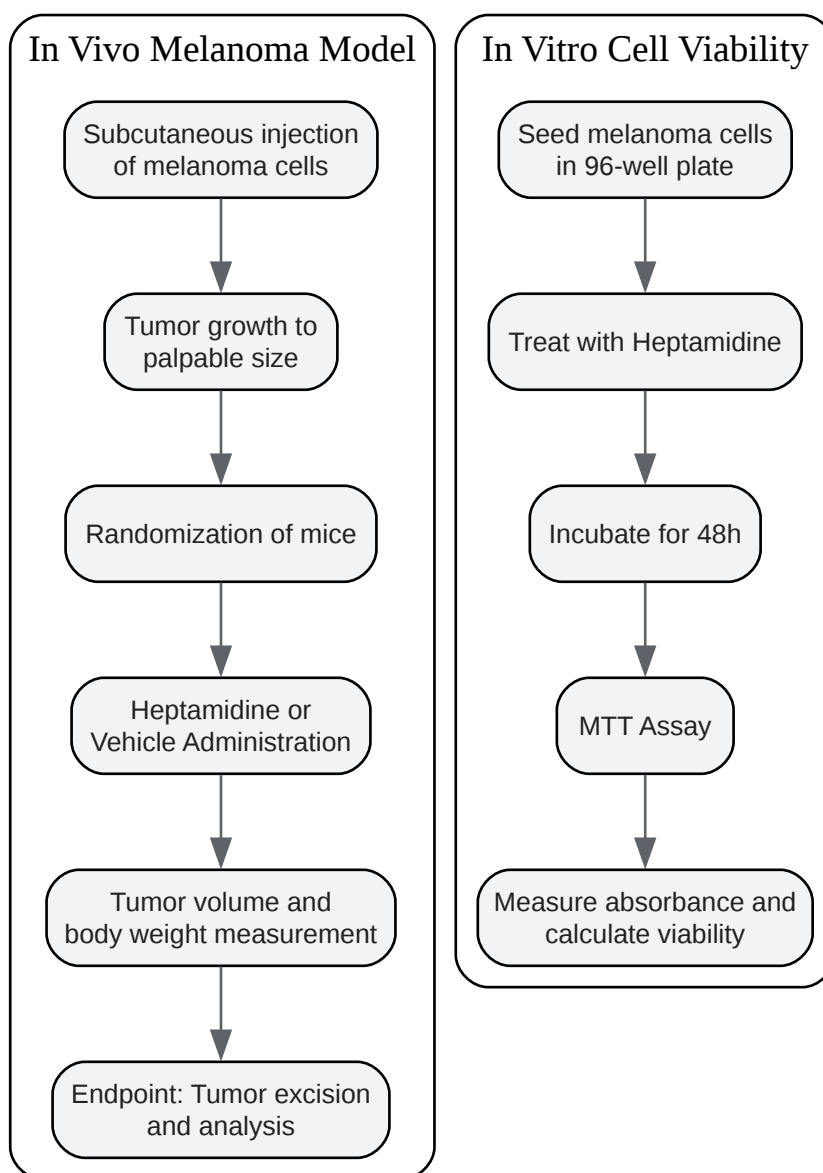 In Vivo Melanoma Model
Subcutaneous injection
of melanoma cells
Tumor growth to
palpable size
Randomization of mice
Heptamidine or
Vehicle Administration
Tumor volume and
body weight measurement
Endpoint: Tumor excision
and analysis
In Vitro Cell Viability
Seed melanoma cells
in 96-well plate
Treat with Heptamidine
Incubate for 48h
MTT Assay
Measure absorbance and
calculate viability